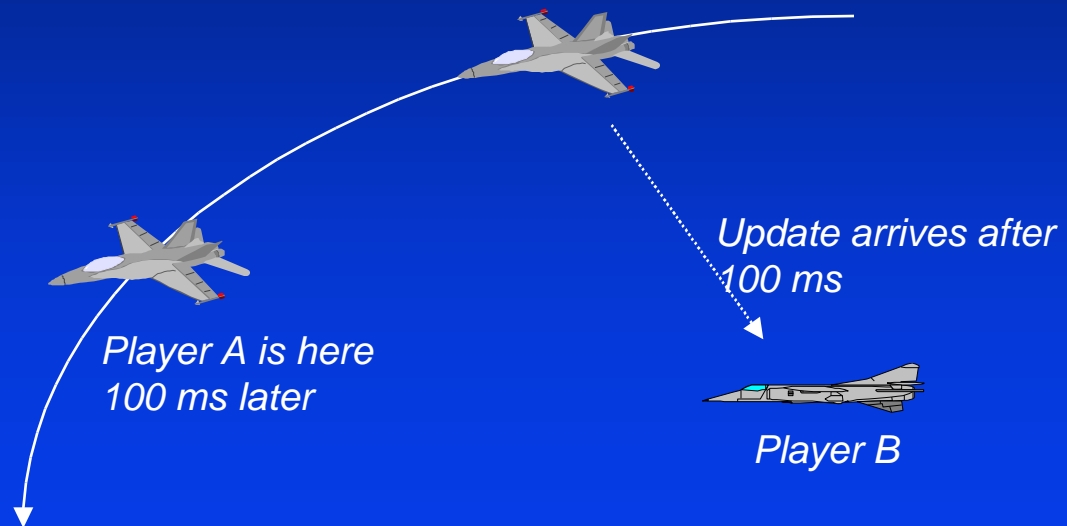 Update arrives after
100 ms
Player A is here
100 ms later
Player B